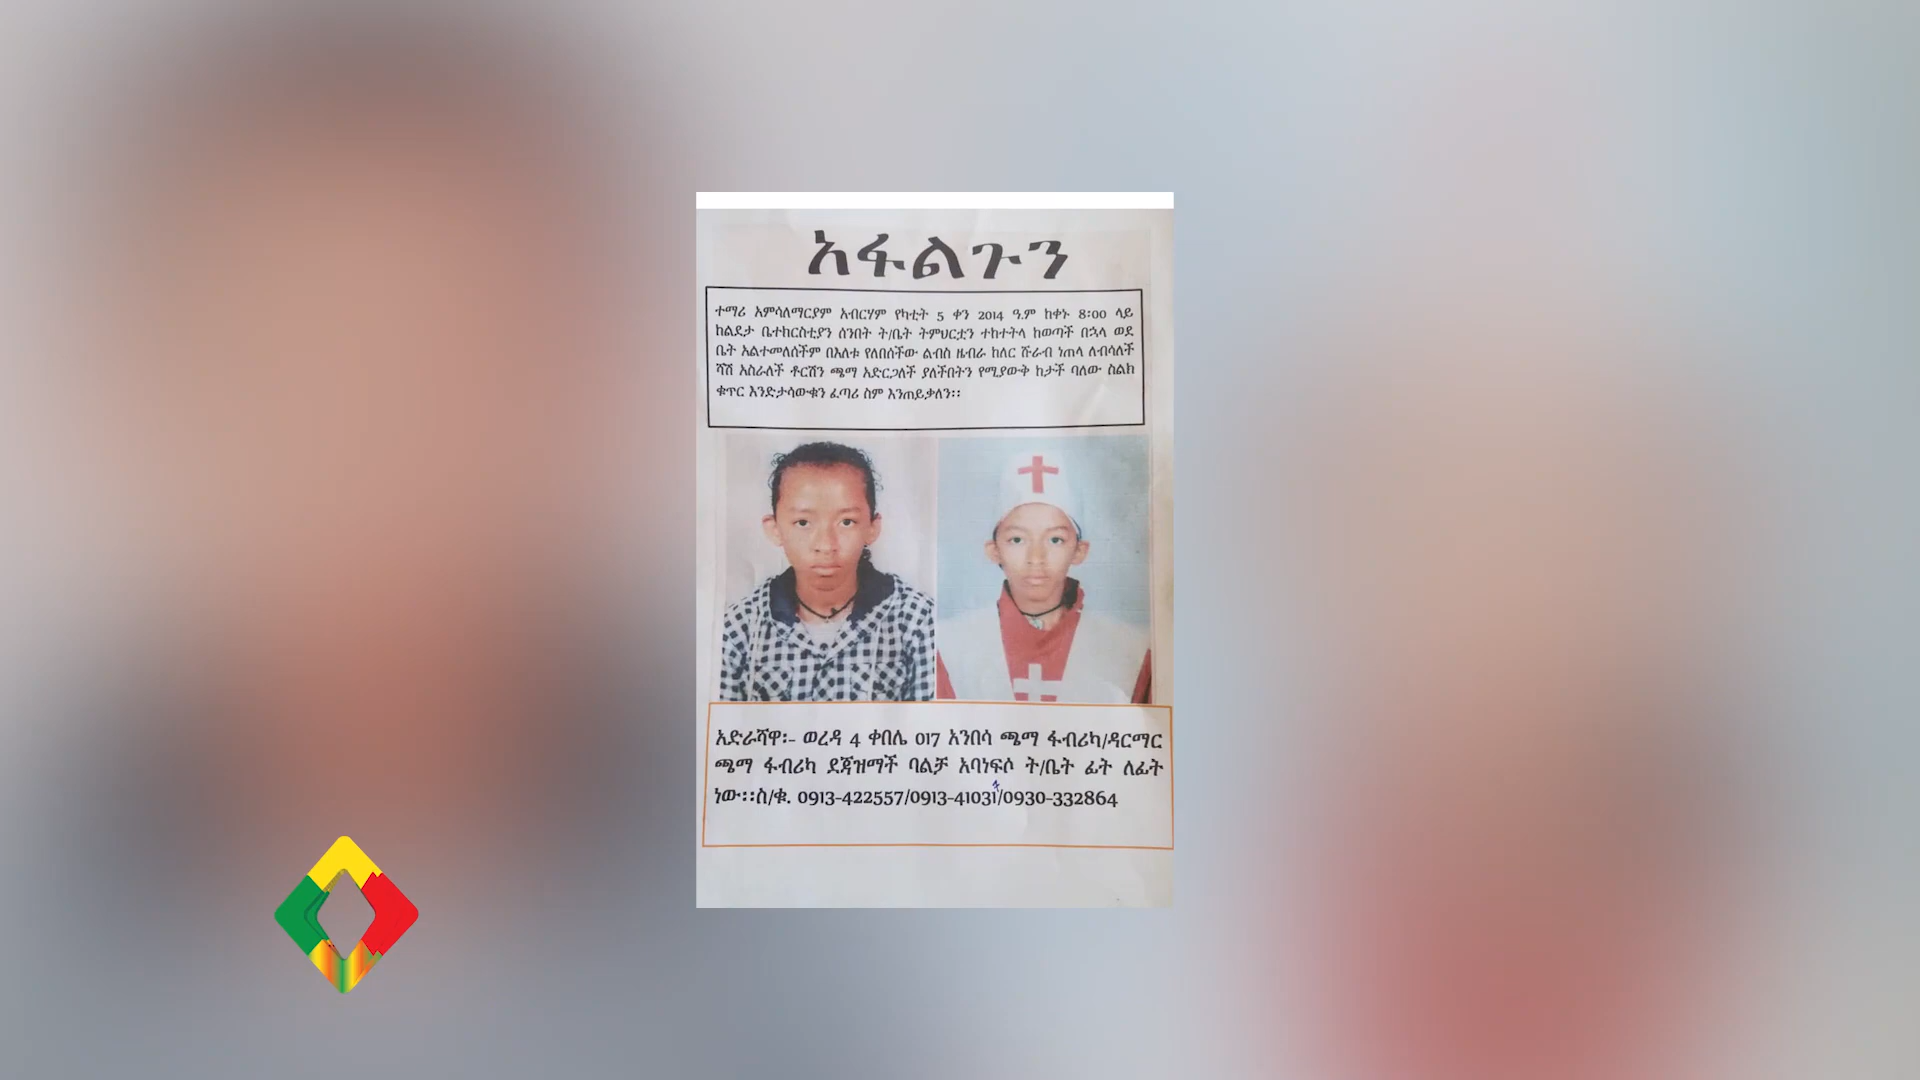 አፋልጉን
ተማሪ አምሳለማርያም አብርሃም የካቲት 5 ቀን 2014 ዓ.ም ከቀኑ 8፡00 ላይ
ከልደታ ቤተክርስቲያን ሰንበት ት/ቤት ትምህርቷን ተከተትላ ከወጣች በኋላ ወደ
ቤት አልተመለሰችም በእለቱ የለበሰችው ልብስ ዜብራ ከለር ሹራብ ነጠላ ለብሳለች
ሻሽ አስራለች ቶርሽን ጫማ አድርጋለች ያለችበትን የሚያውቅ ከታች ባለው ስልክ
ቁጥር እንድታሳውቁን ፈጣሪ ስም እንጠይቃለን፡፡
አድራሻዋ፡- ወረዳ 4 ቀበሌ 017 አንበሳ ጫማ ፋብሪካ/ዳርማር
ጫማ ፋብሪካ ደጃዝማች ባልቻ አባነፍሶ ት/ቤት ፊት ለፊት
ነው፡፡ስ/ቁ. 0913-422557/0913-41031/0930-332864